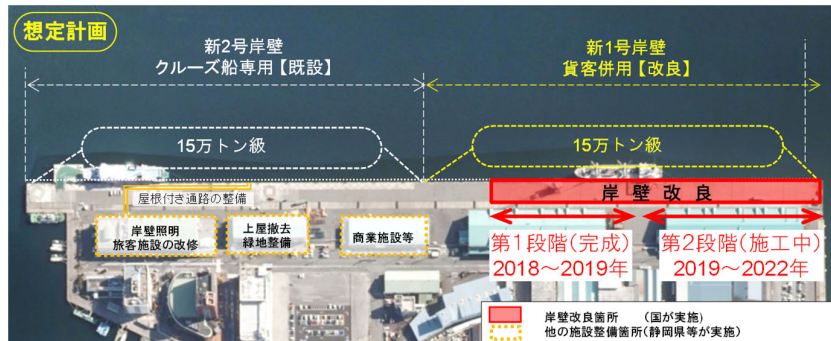 想定計画
新2号岸壁
クルーズ船専用【既設】
新1号岸壁
貨客併用【改良】
15万トン級
15万トン級
屋根付き通路の整備
岸壁改良
岸壁照明
旅客施設の改修
上屋撤去
緑地整備
商業施設等
第1段階(完成)
2018～2019年
第2段階(施工中)
2019～2022年
岸壁改良箇所 (国が実施)
他の施設整備箇所(静岡県等が実施)